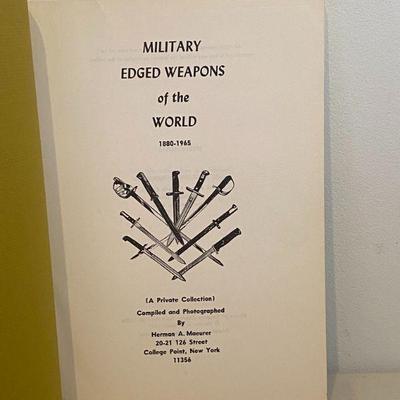 MILITARY
EDGED WEAPONS
of the
WORLD
1880-1965
(A Private Collection)
Compiled and Photographed
By
Herman A. Maeurer
20-21 126 Street
College Point, New York
11356